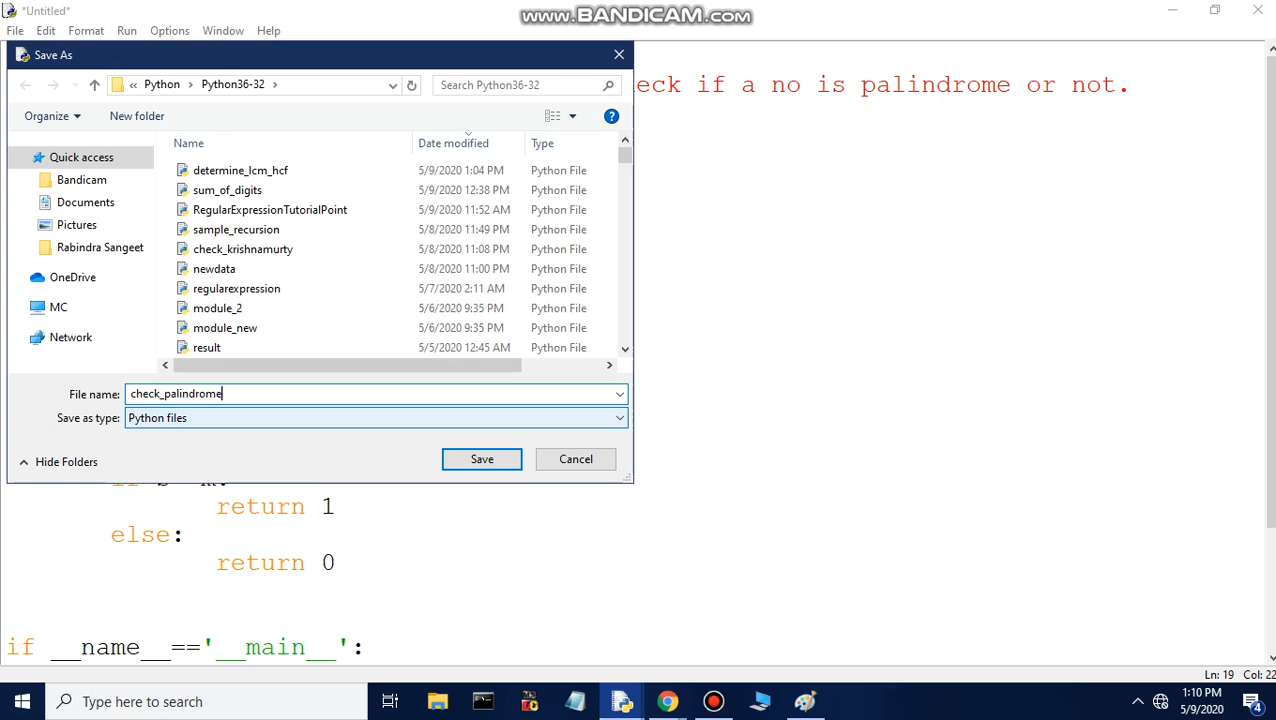 *Untitled*
www.BANDICAM.com
File Edit Format Run Options Window Help
Save As
« Python > Python36-32 >
Search Python36-32
eck if a no is palindrome or not.
Organize
New folder
Name
Date modified
Type
Quick access
Bandicam
Documents
Pictures
Rabindra Sangeet
OneDrive
MC
Network
determine_lcm_hcf 5/9/2020 1:04 PM Python File
sum_of_digits 5/9/2020 12:38 PM Python File
RegularExpressionTutorialPoint 5/9/2020 11:52 AM Python File
sample_recursion 5/8/2020 11:49 PM Python File
check_krishnamurty 5/8/2020 11:08 PM Python File
newdata 5/8/2020 11:00 PM Python File
regularexpression 5/7/2020 2:11 AM Python File
module_2 5/6/2020 9:35 PM Python File
module_new 5/6/2020 9:35 PM Python File
result 5/5/2020 12:45 AM Python File
File name: check_palindrome
Save as type: Python files
Hide Folders
Save
Cancel
return 1
else:
return 0
if __name__=='__main__':
Ln: 19 Col: 22
Type here to search
1:10 PM
5/9/2020
4